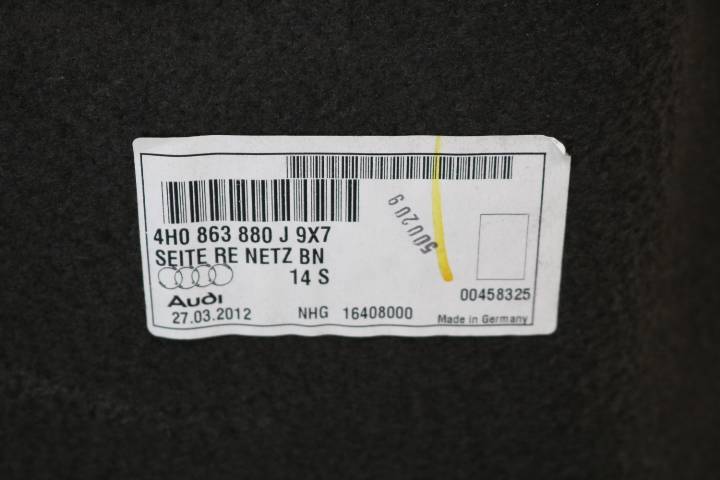 4H0 863 880 J 9X7
SEITE RE NETZ BN
14 S
Audi
27.03.2012
NHG 16408000
500209
00458325
Made in Germany